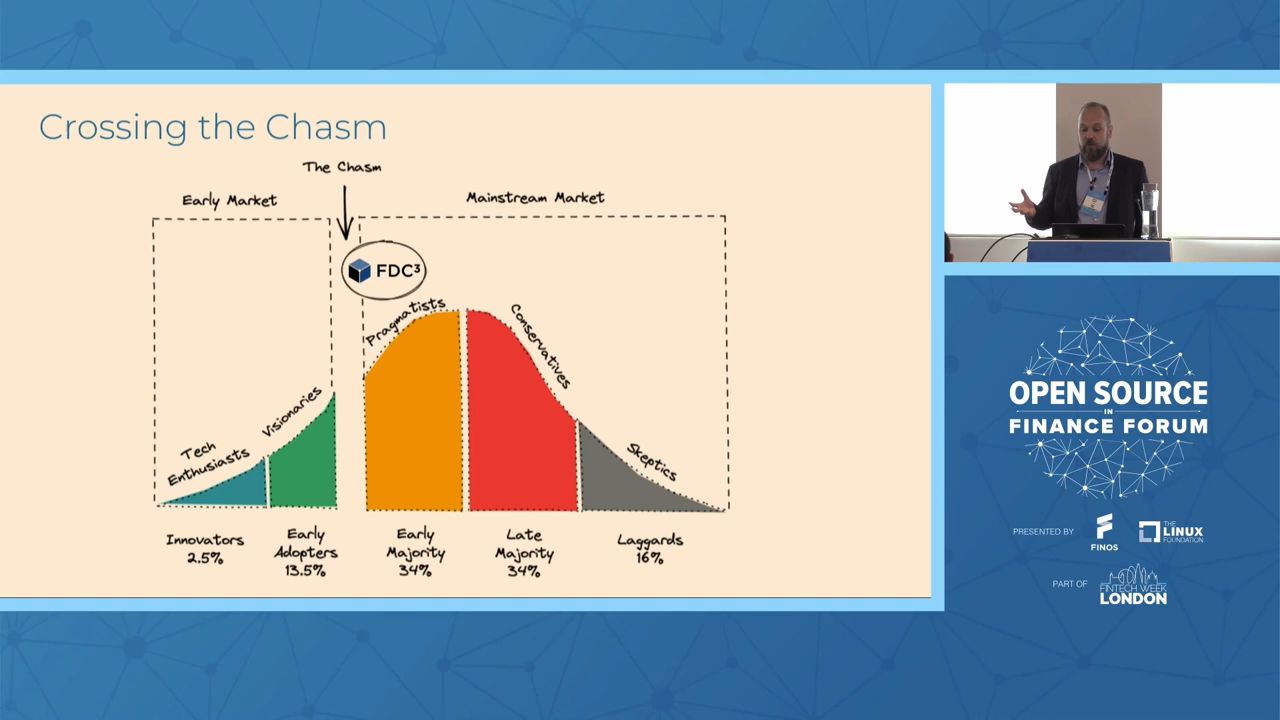 Crossing the Chasm
The Chasm
Early Market
Mainstream Market
FDC³
Pragmatists
Conservatives
Visionaries
Tech
Enthusiasts
Skeptics
Innovators
2.5%
Early
Adopters
13.5%
Early
Majority
34%
Late
Majority
34%
Laggards
16%
OPEN SOURCE
IN
FINANCE FORUM
PRESENTED BY
FINOS
THE
LINUX
FOUNDATION
PART OF
FINTECH WEEK
LONDON